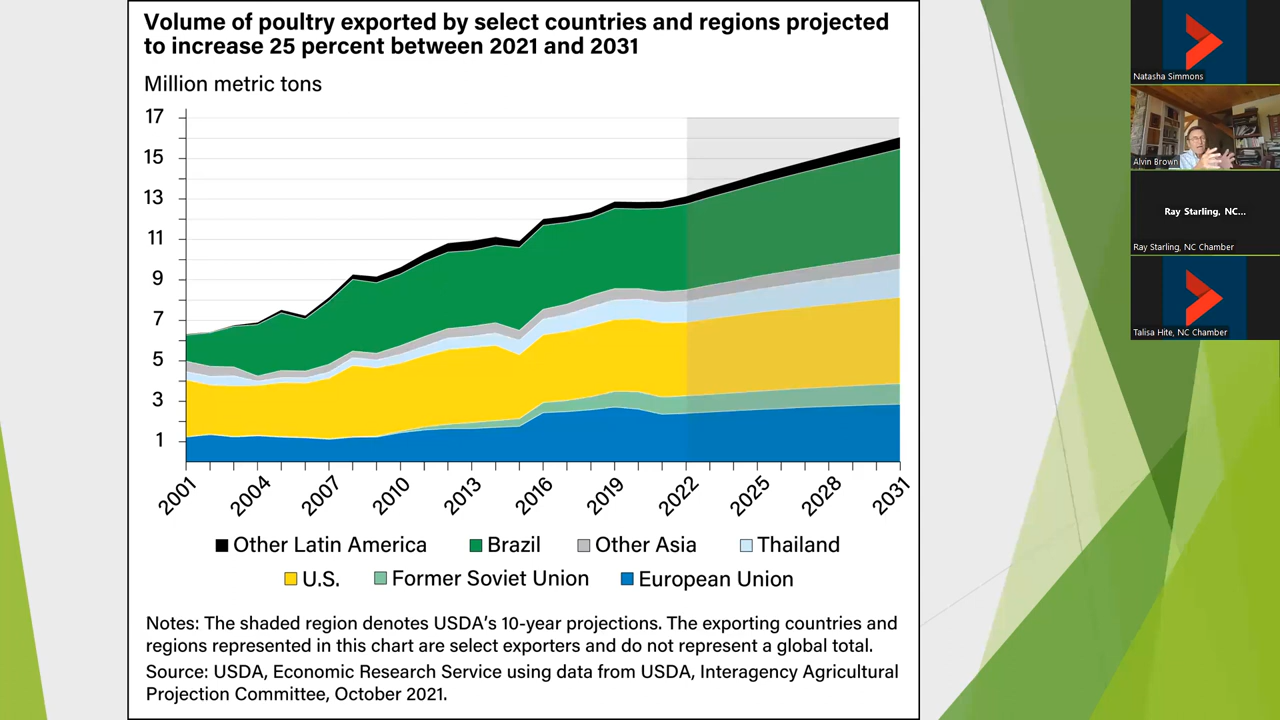 Volume of poultry exported by select countries and regions projected
to increase 25 percent between 2021 and 2031
Million metric tons
17
15
13
11
9
7
5
3
1
2001 2004 2007 2010 2013 2016 2019 2022 2025 2028 2031
Other Latin America Brazil Other Asia Thailand
U.S. Former Soviet Union European Union
Notes: The shaded region denotes USDA's 10-year projections. The exporting countries and
regions represented in this chart are select exporters and do not represent a global total.
Source: USDA, Economic Research Service using data from USDA, Interagency Agricultural
Projection Committee, October 2021.
Natasha Simmons
Alvin Brown
Ray Starling, NC...
Ray Starling, NC Chamber
Talisa Hite, NC Chamber